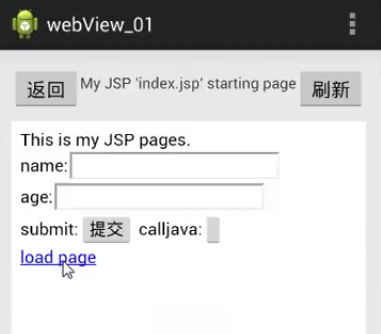 webView_01
返回 My JSP 'index.jsp' starting page 刷新
This is my JSP pages.
name:
age:
submit: 提交 calljava:
load page